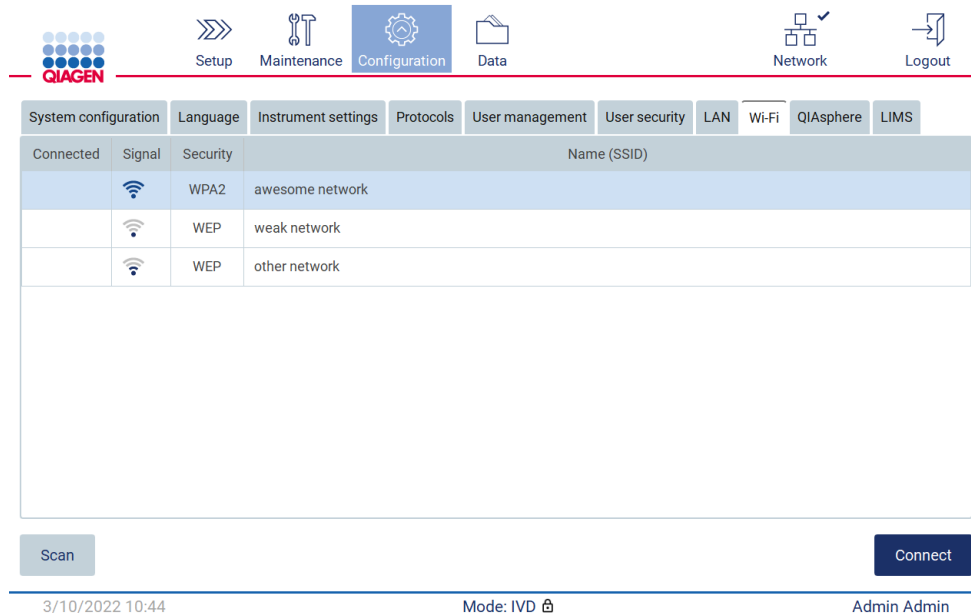 QIAGEN
Setup Maintenance Configuration Data Network Logout
System configuration Language Instrument settings Protocols User management User security LAN Wi-Fi QIAsphere LIMS
Connected Signal Security Name (SSID)
WPA2 awesome network
WEP weak network
WEP other network
Scan Connect
3/10/2022 10:44 Mode: IVD Admin Admin